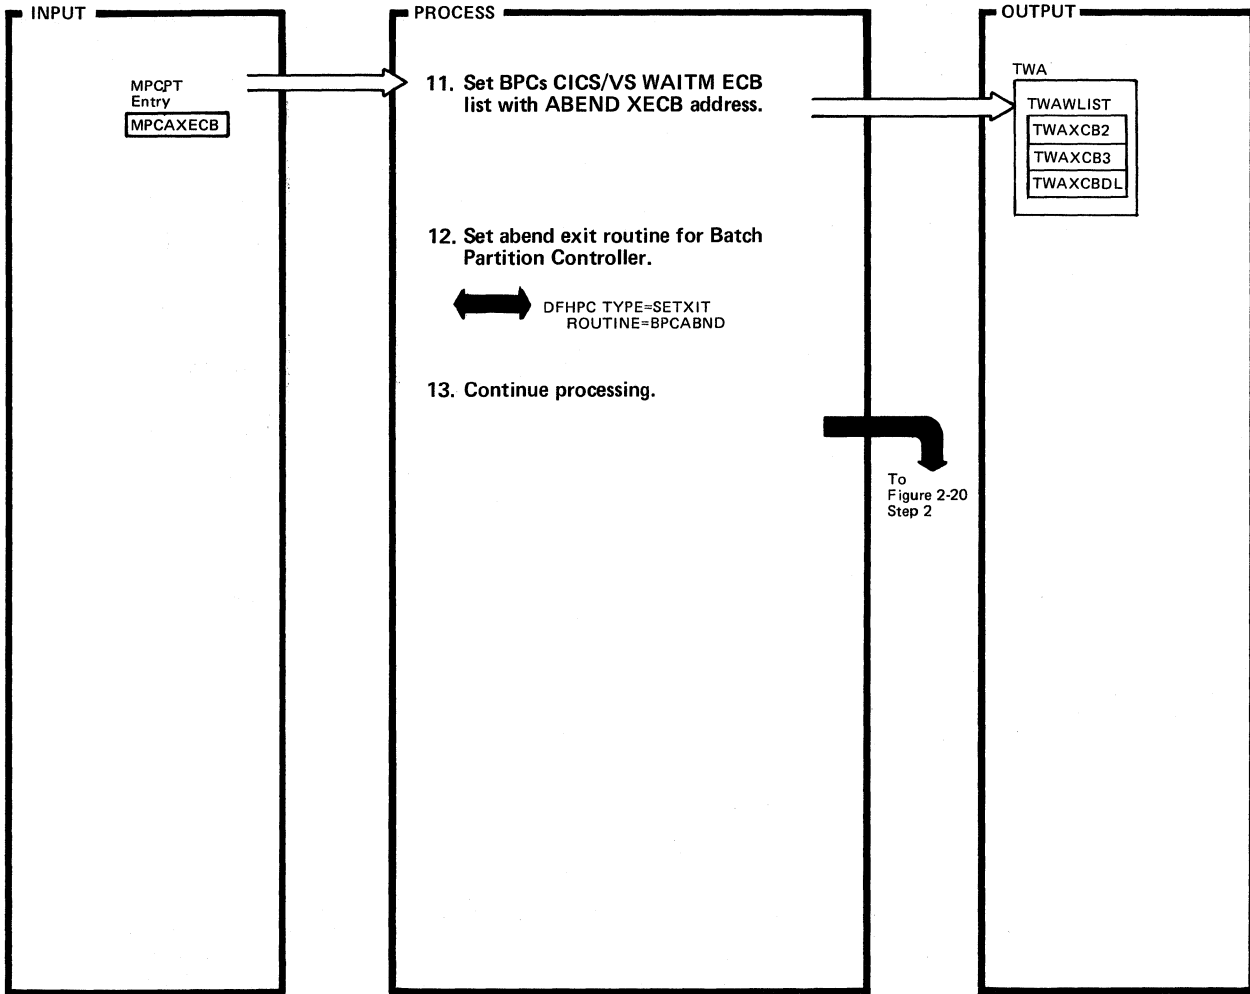 INPUT
PROCESS
OUTPUT
MPCPT
Entry
MPCAXECB
11. Set BPCs CICS/VS WAITM ECB
list with ABEND XECB address.
TWA
TWAWLIST
TWAXCB2
TWAXCB3
TWAXCBDL
12. Set abend exit routine for Batch
Partition Controller.
DFHPC TYPE=SETXIT
ROUTINE=BPCABND
13. Continue processing.
To
Figure 2-20
Step 2